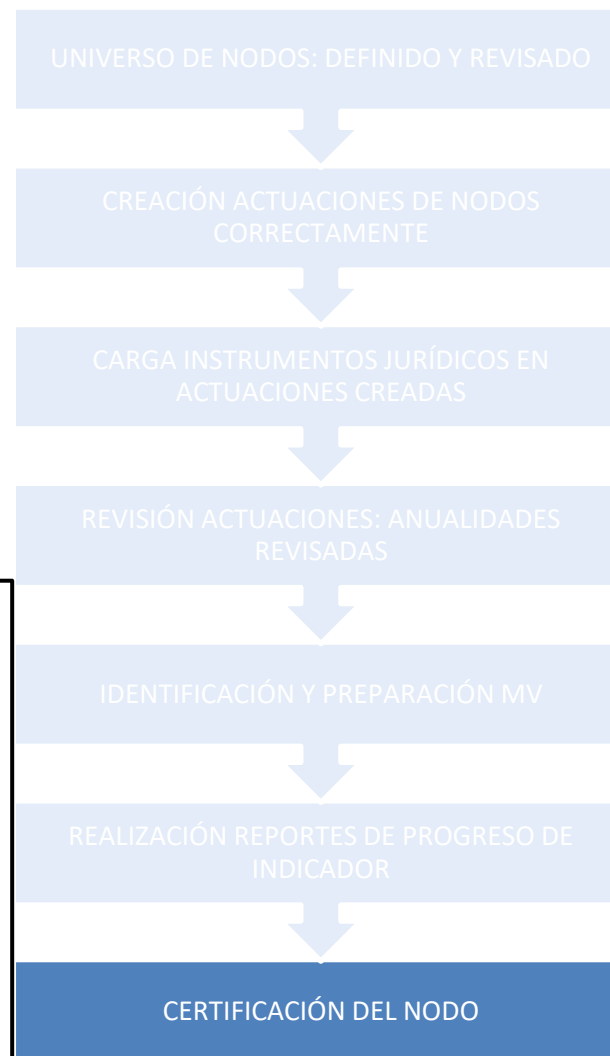 UNIVERSO DE NODOS: DEFINIDO Y REVISADO
CREACIÓN ACTUACIONES DE NODOS
CORRECTAMENTE
CARGA INSTRUMENTOS JURÍDICOS EN
ACTUACIONES CREADAS
REVISIÓN ACTUACIONES: ANUALIDADES
REVISADAS
IDENTIFICACIÓN Y PREPARACIÓN MV
REALIZACIÓN REPORTES DE PROGRESO DE
INDICADOR
CERTIFICACIÓN DEL NODO